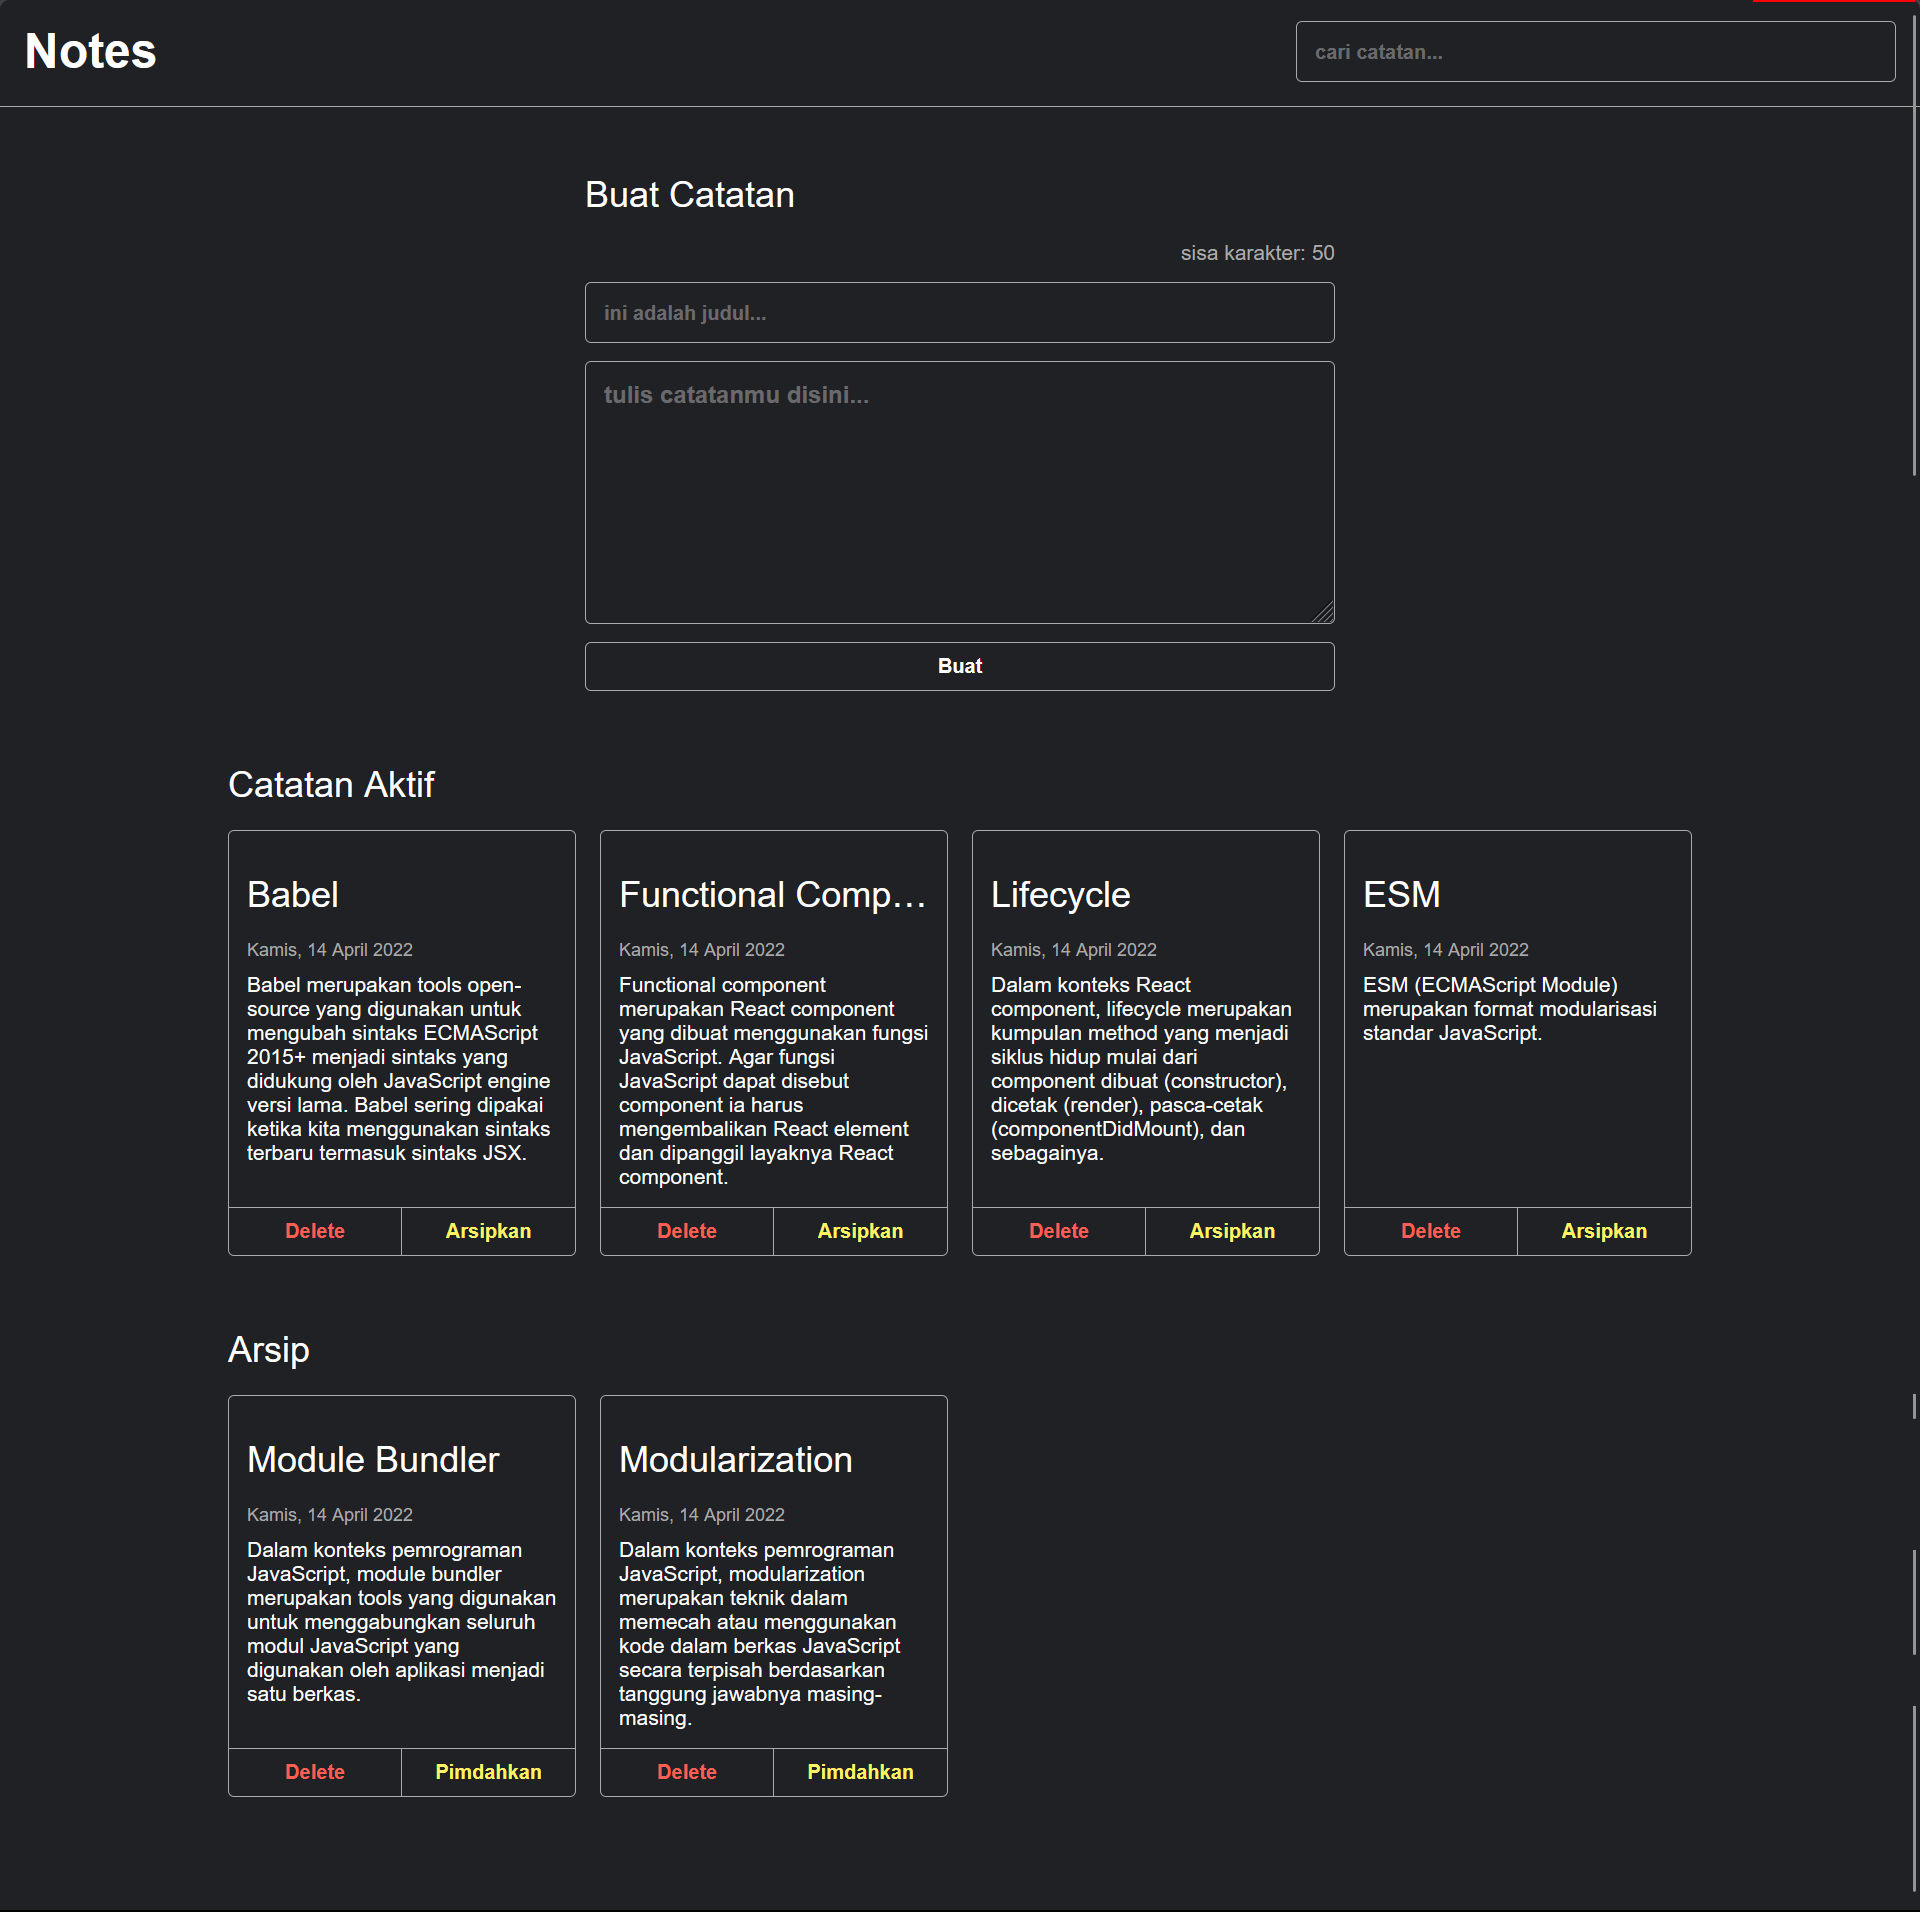 Notes
cari catatan...
Buat Catatan
sisa karakter: 50
ini adalah judul...
tulis catatanmu disini...
Buat
Catatan Aktif
Babel
Kamis, 14 April 2022
Babel merupakan tools open-
source yang digunakan untuk
mengubah sintaks ECMAScript
2015+ menjadi sintaks yang
didukung oleh JavaScript engine
versi lama. Babel sering dipakai
ketika kita menggunakan sintaks
terbaru termasuk sintaks JSX.
Delete
Arsipkan
Functional Comp...
Kamis, 14 April 2022
Functional component
merupakan React component
yang dibuat menggunakan fungsi
JavaScript. Agar fungsi
JavaScript dapat disebut
component ia harus
mengembalikan React element
dan dipanggil layaknya React
component.
Delete
Arsipkan
Lifecycle
Kamis, 14 April 2022
Dalam konteks React
component, lifecycle merupakan
kumpulan method yang menjadi
siklus hidup mulai dari
component dibuat (constructor),
dicetak (render), pasca-cetak
(componentDidMount), dan
sebagainya.
Delete
Arsipkan
ESM
Kamis, 14 April 2022
ESM (ECMAScript Module)
merupakan format modularisasi
standar JavaScript.
Delete
Arsipkan
Arsip
Module Bundler
Kamis, 14 April 2022
Dalam konteks pemrograman
JavaScript, module bundler
merupakan tools yang digunakan
untuk menggabungkan seluruh
modul JavaScript yang
digunakan oleh aplikasi menjadi
satu berkas.
Delete
Pimdahkan
Modularization
Kamis, 14 April 2022
Dalam konteks pemrograman
JavaScript, modularization
merupakan teknik dalam
memecah atau menggunakan
kode dalam berkas JavaScript
secara terpisah berdasarkan
tanggung jawabnya masing-
masing.
Delete
Pimdahkan